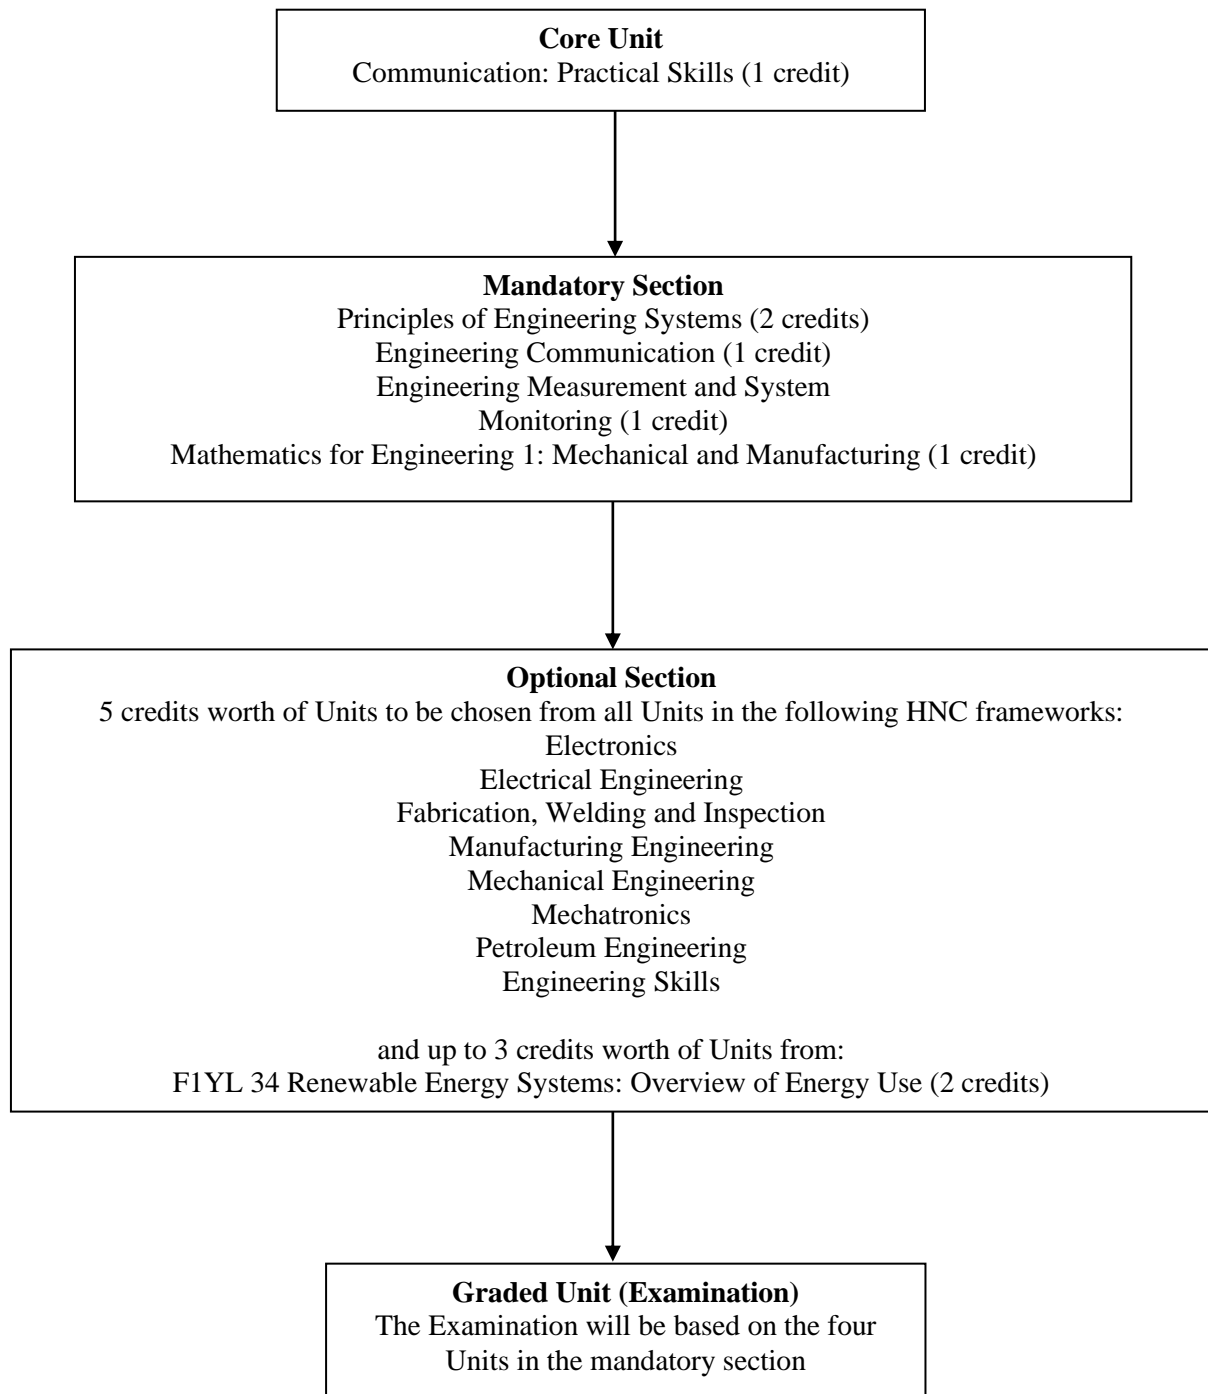 Core Unit
Communication: Practical Skills (1 credit)
Mandatory Section
Principles of Engineering Systems (2 credits)
Engineering Communication (1 credit)
Engineering Measurement and System
Monitoring (1 credit)
Mathematics for Engineering 1: Mechanical and Manufacturing (1 credit)
Optional Section
5 credits worth of Units to be chosen from all Units in the following HNC frameworks:
Electronics
Electrical Engineering
Fabrication, Welding and Inspection
Manufacturing Engineering
Mechanical Engineering
Mechatronics
Petroleum Engineering
Engineering Skills
and up to 3 credits worth of Units from:
F1YL 34 Renewable Energy Systems: Overview of Energy Use (2 credits)
Graded Unit (Examination)
The Examination will be based on the four
Units in the mandatory section